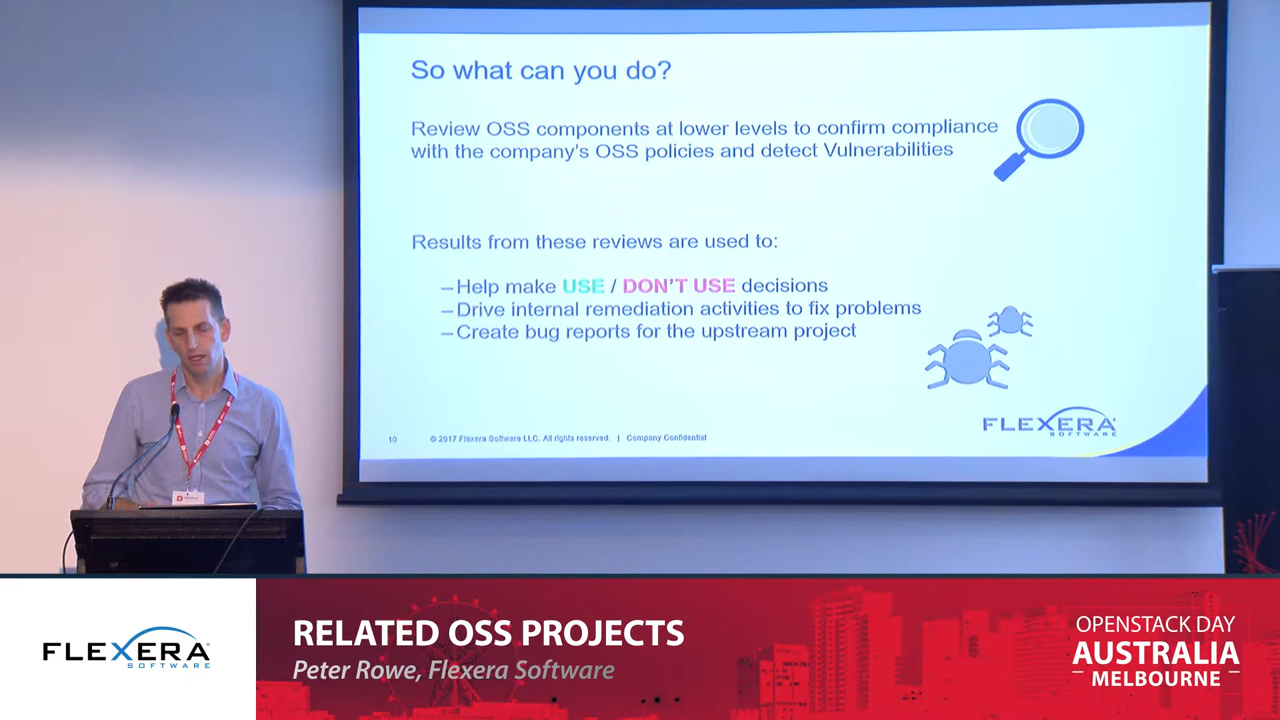 So what can you do?
Review OSS components at lower levels to confirm compliance
with the company's OSS policies and detect Vulnerabilities
Results from these reviews are used to:
–Help make USE / DON'T USE decisions
–Drive internal remediation activities to fix problems
–Create bug reports for the upstream project
10 © 2017 Flexera Software LLC. All rights reserved. | Company Confidential
FLEXERA
SOFTWARE
FLEXERA
SOFTWARE
RELATED OSS PROJECTS
Peter Rowe, Flexera Software
OPENSTACK DAY
AUSTRALIA
MELBOURNE